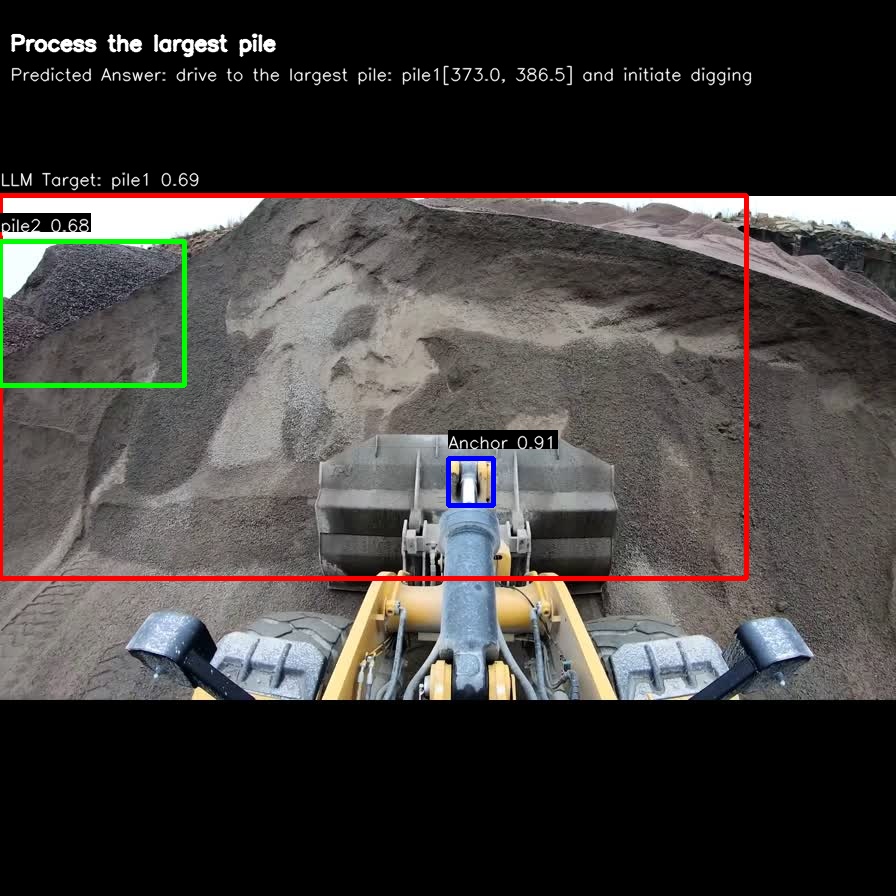 Process the largest pile
Predicted Answer: drive to the largest pile: pile1[373.0, 386.5] and initiate digging
LLM Target: pile1 0.69
pile2 0.68
Anchor 0.91